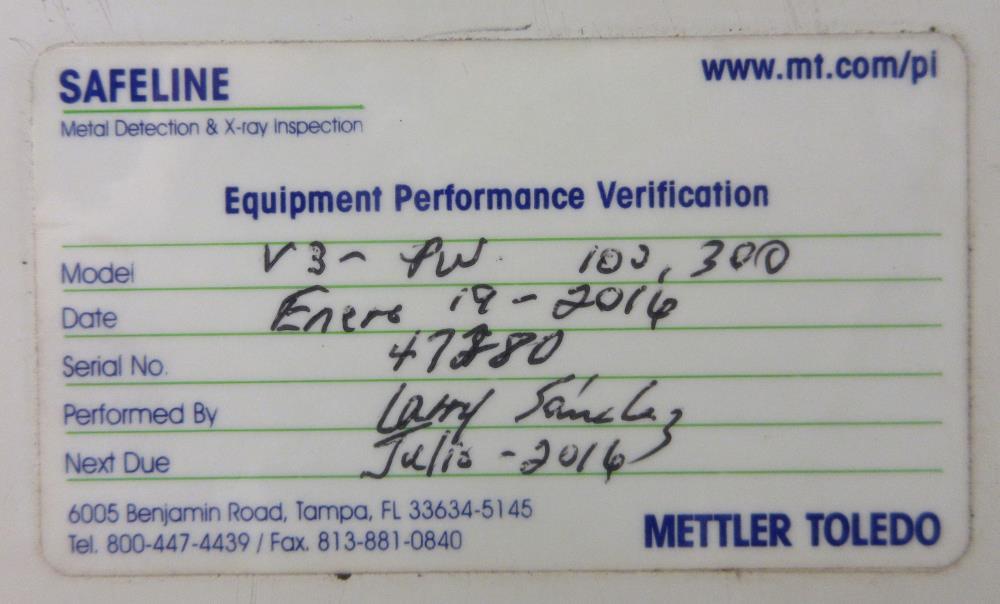 SAFELINE
www.mt.com/pi
Metal Detection & X-ray Inspection
Equipment Performance Verification
Model V3- PW. 100, 300
Date Enero 19-2016
Serial No.
Performed By Larry Sánchez
Next Due Julio-2016
6005 Benjamin Road, Tampa, FL 33634-5145
Tel. 800-447-4439 / Fax. 813-881-0840
METTLER TOLEDO